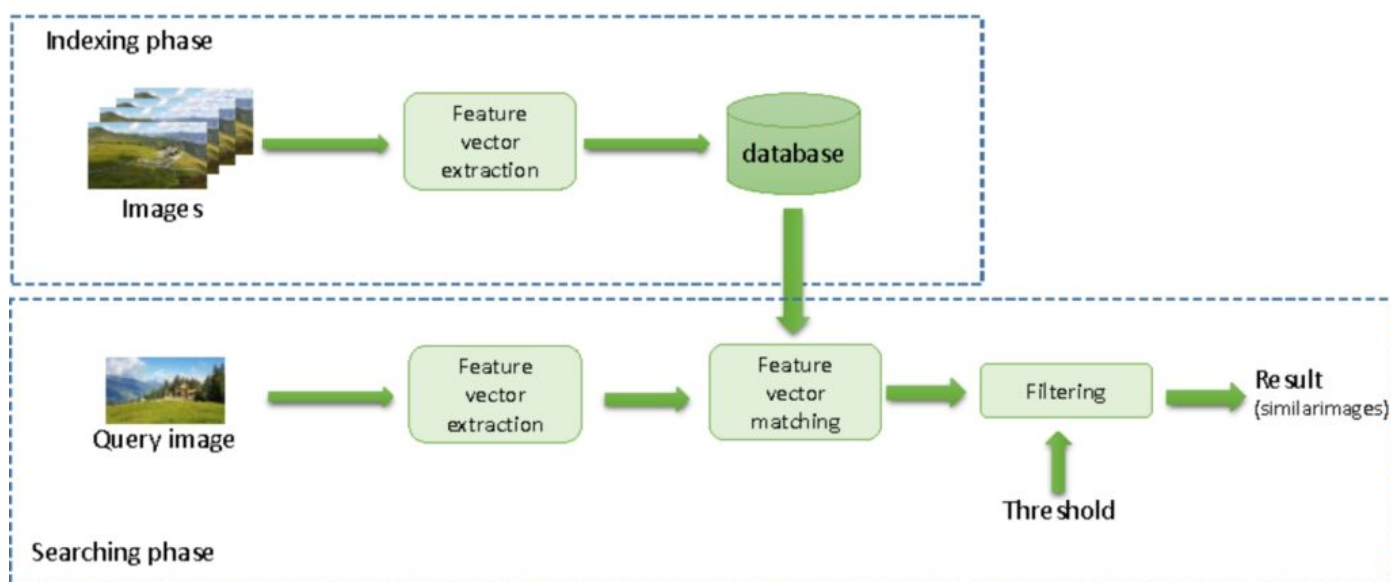 Indexing phase
Feature
vector
extraction
database
Images
Feature
vector
extraction
Feature
vector
matching
Filtering
Result
(similarimages)
Query image
Threshold
Searching phase